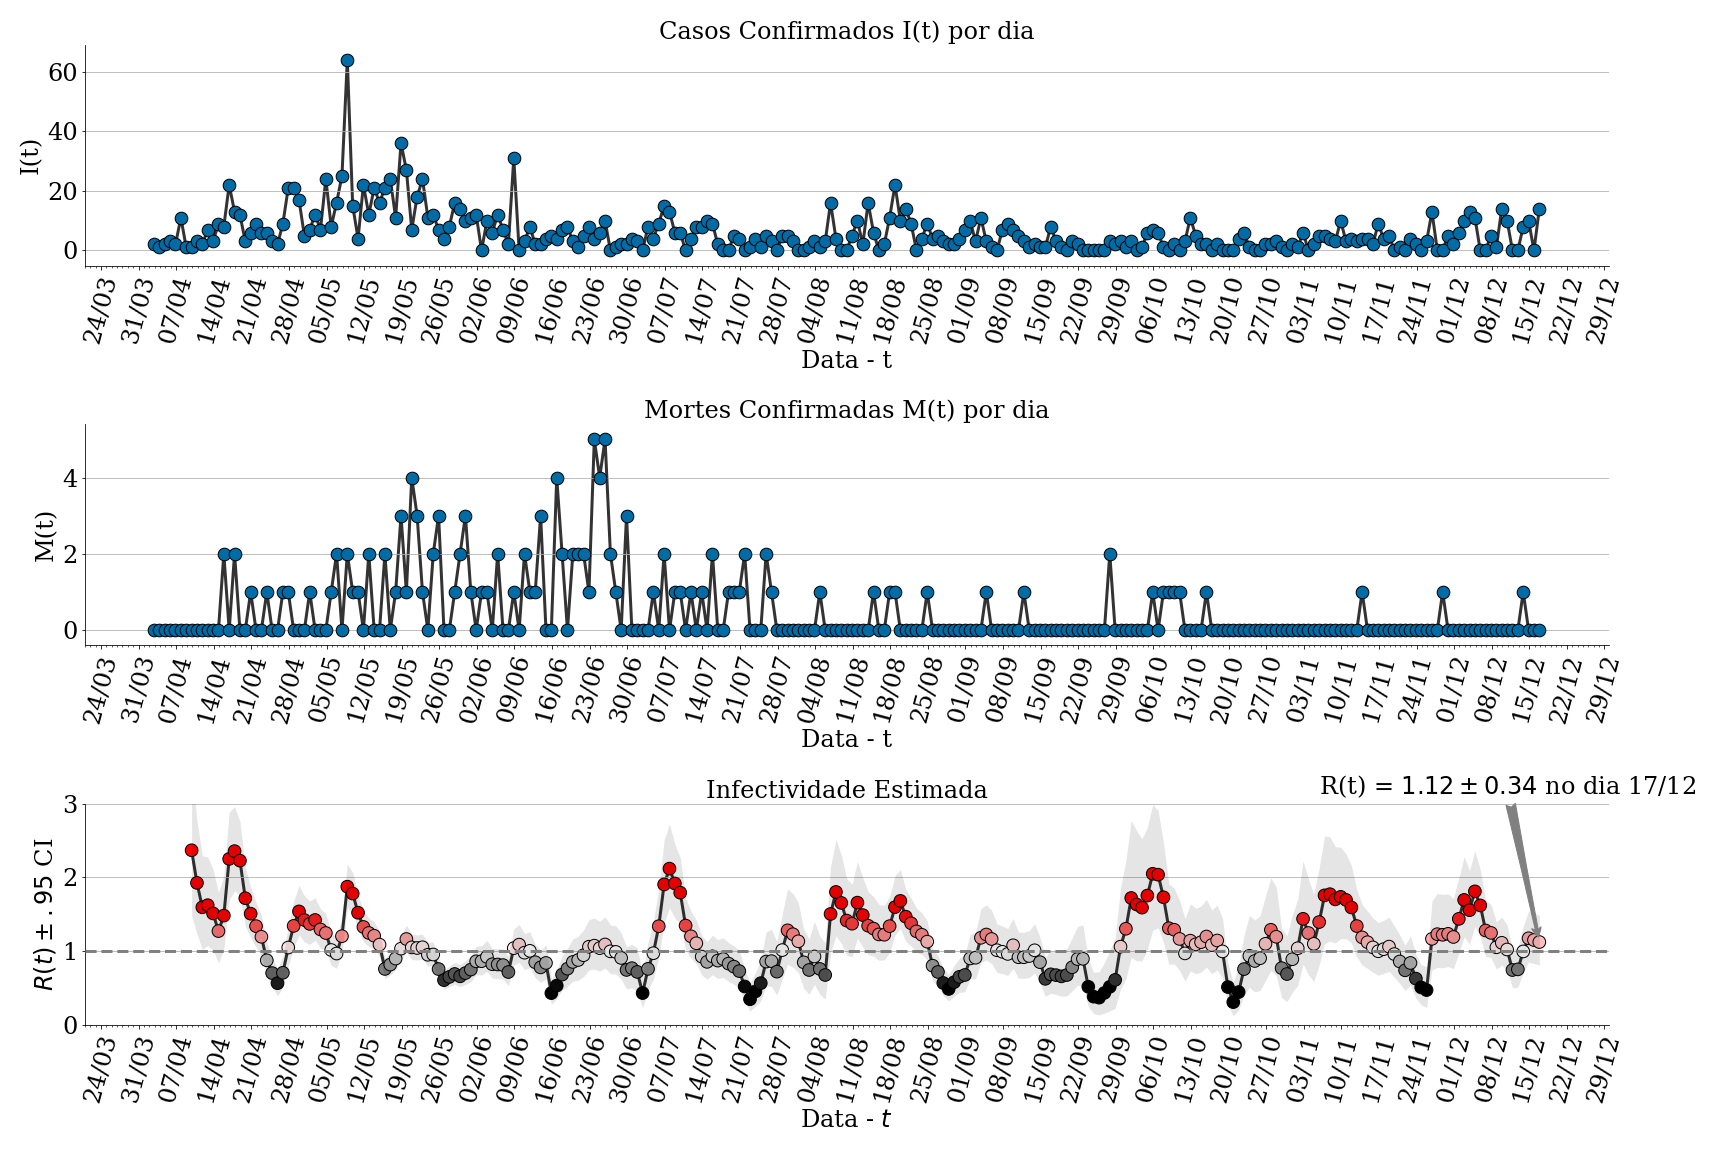 Casos Confirmados I(t) por dia
60
40
20
0
I(t)
24/03 31/03 07/04 14/04 21/04 28/04 05/05 12/05 19/05 26/05 02/06 09/06 16/06 23/06 30/06 07/07 14/07 21/07 28/07 04/08 11/08 18/08 25/08 01/09 08/09 15/09 22/09 29/09 06/10 13/10 20/10 27/10 03/11 10/11 17/11 24/11 01/12 08/12 15/12 22/12 29/12
Data - t
Mortes Confirmadas M(t) por dia
4
2
0
M(t)
24/03 31/03 07/04 14/04 21/04 28/04 05/05 12/05 19/05 26/05 02/06 09/06 16/06 23/06 30/06 07/07 14/07 21/07 28/07 04/08 11/08 18/08 25/08 01/09 08/09 15/09 22/09 29/09 06/10 13/10 20/10 27/10 03/11 10/11 17/11 24/11 01/12 08/12 15/12 22/12 29/12
Data - t
R(t) = 1.12 ± 0.34 no dia 17/12
Infectividade Estimada
3
2
1
0
R(t) ± .95 CI
24/03 31/03 07/04 14/04 21/04 28/04 05/05 12/05 19/05 26/05 02/06 09/06 16/06 23/06 30/06 07/07 14/07 21/07 28/07 04/08 11/08 18/08 25/08 01/09 08/09 15/09 22/09 29/09 06/10 13/10 20/10 27/10 03/11 10/11 17/11 24/11 01/12 08/12 15/12 22/12 29/12
Data - t